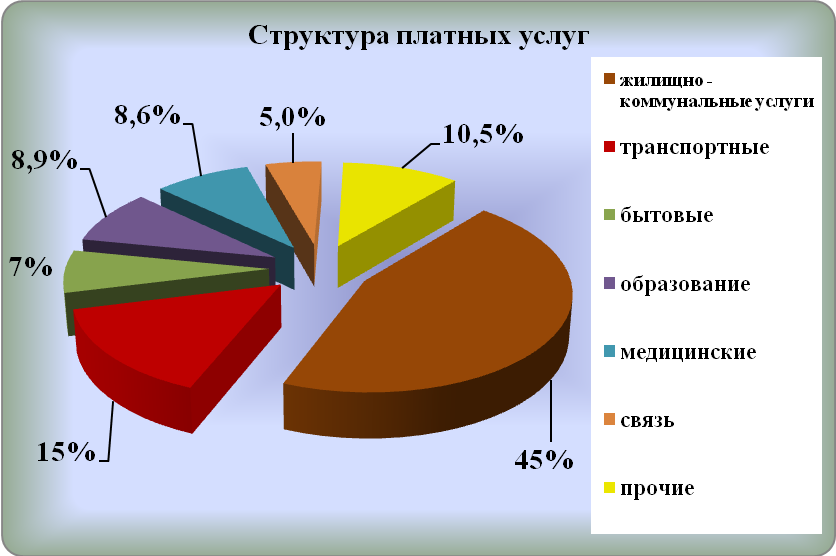 Структура платных услуг
8,6%
5,0%
10,5%
8,9%
7%
15%
45%
жилищно -
коммунальные услуги
транспортные
бытовые
образование
медицинские
связь
прочие